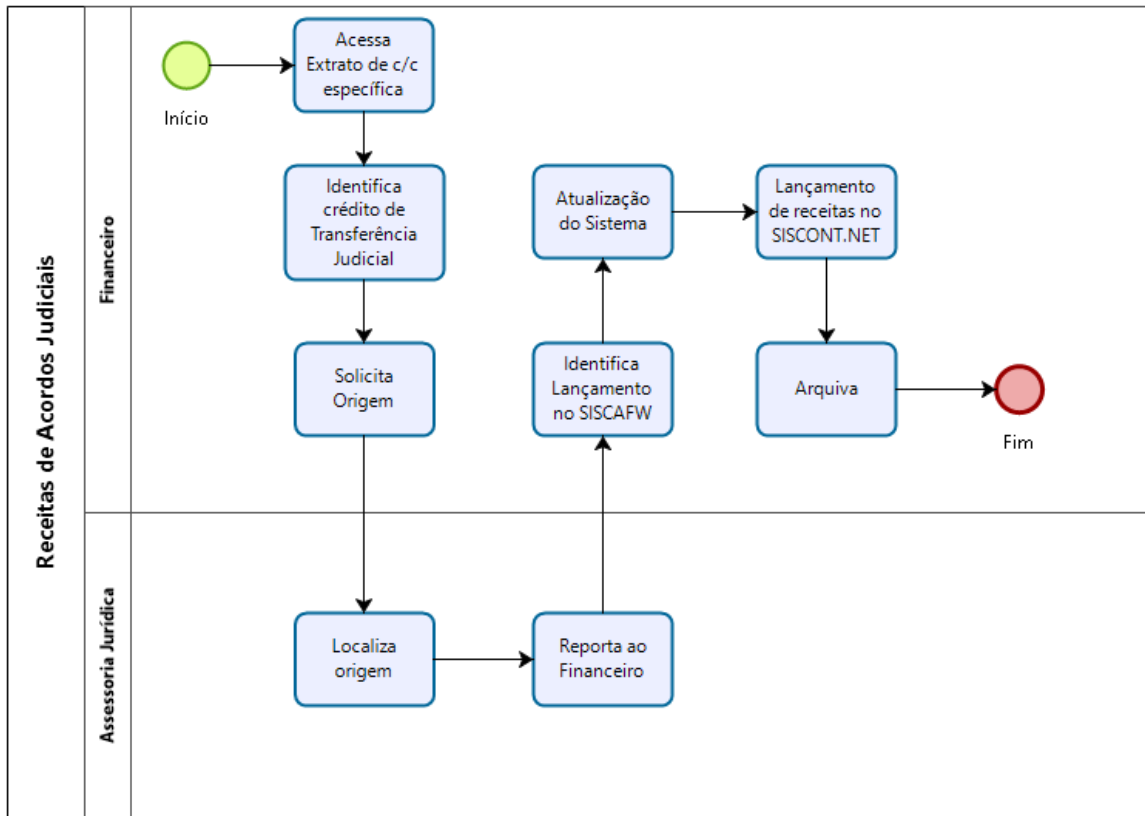 Receitas de Acordos Judiciais
Financeiro
Início
Acessa
Extrato de c/c
específica
Identifica
crédito de
Transferência
Judicial
Solicita
Origem
Atualização
do Sistema
Lançamento
de receitas no
SISCONT.NET
Identifica
Lançamento
no SISCAFW
Arquiva
Fim
Assessoria Jurídica
Localiza
origem
Reporta ao
Financeiro